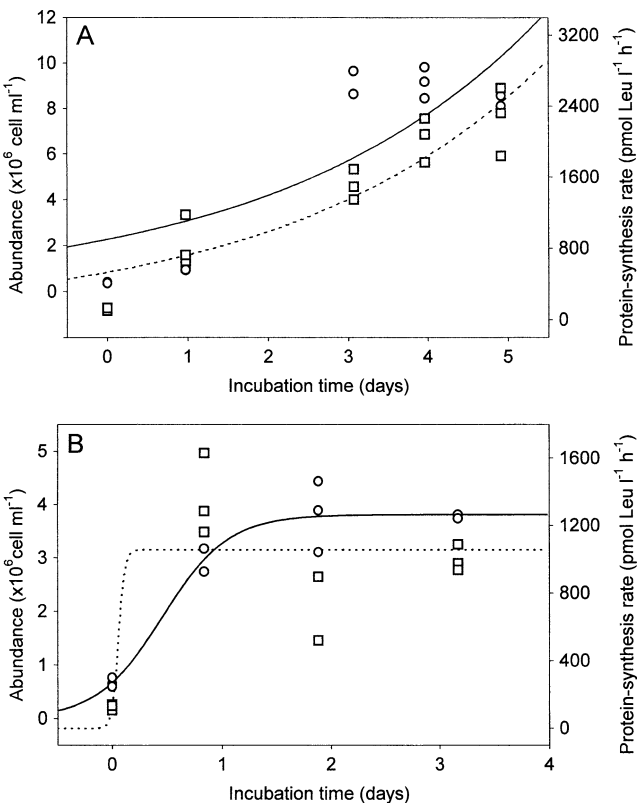 A
Abundance (x10⁶ cell ml⁻¹)
12
10
8
6
4
2
0
3200
2400
1600
800
0
Protein-synthesis rate (pmol Leu l⁻¹ h⁻¹)
0 1 2 3 4 5
Incubation time (days)
B
Abundance (x10⁶cell ml⁻¹)
5
4
3
2
1
0
1600
1200
800
400
0
Protein-synthesis rate (pmol Leu l⁻¹ h⁻¹)
0 1 2 3 4
Incubation time (days)